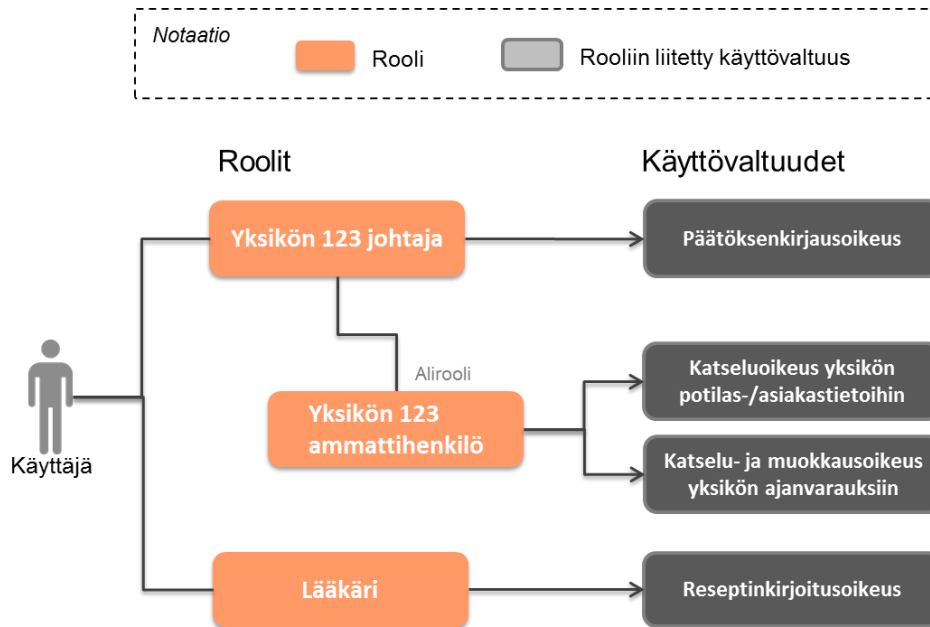 Notaatio
Rooli
Rooliin liitetty käyttövaltuus
Roolit
Käyttövaltuudet
Yksikön 123 johtaja
Päätöksenkirjausoikeus
Alirooli
Katseluoikeus yksikön
potilas-/asiakastietoihin
Yksikön 123
ammattihenkilö
Katselu- ja muokkausoikeus
yksikön ajanvarauksiin
Käyttäjä
Lääkäri
Reseptinkirjoitusoikeus